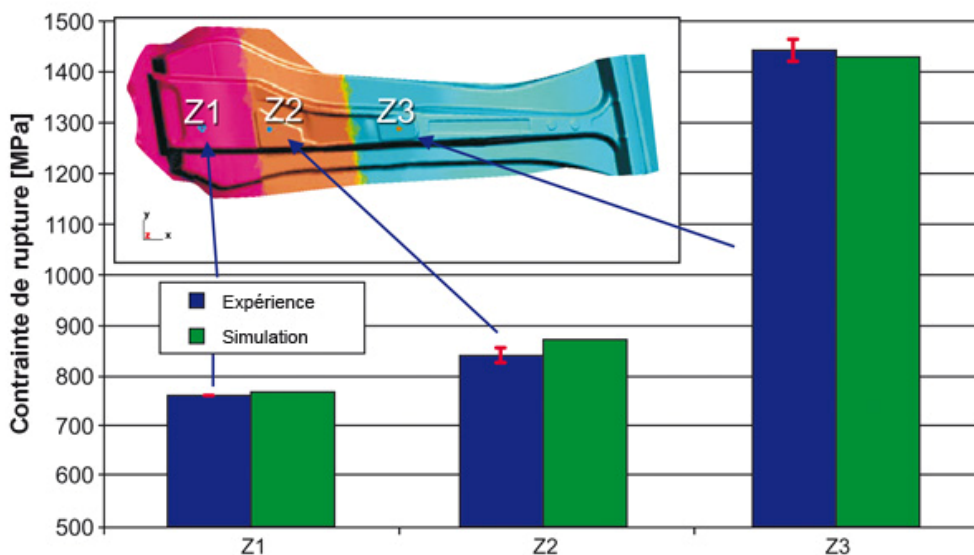 Contrainte de rupture [MPa]
1500
1400
1300
1200
1100
1000
900
800
700
600
500
Z1
Z2
Z3
y
z
x
Expérience
Simulation
Z1
Z2
Z3